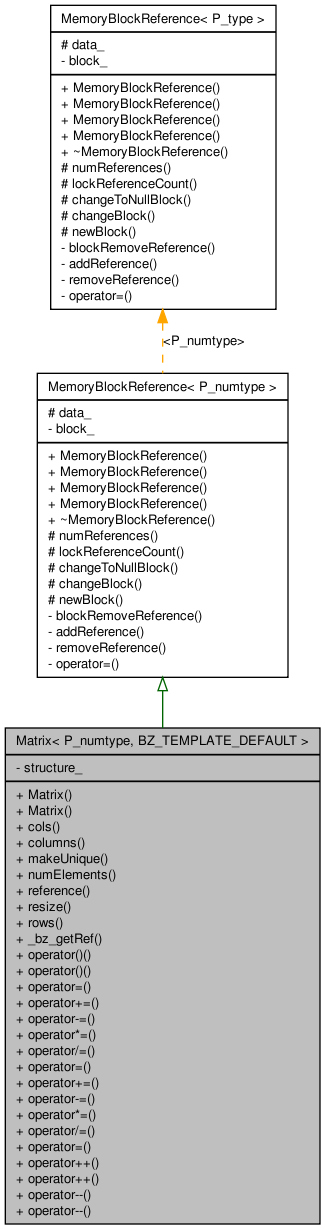 MemoryBlockReference< P_type >
# data_
- block_
+ MemoryBlockReference()
+ MemoryBlockReference()
+ MemoryBlockReference()
+ MemoryBlockReference()
+ ~MemoryBlockReference()
# numReferences()
# lockReferenceCount()
# changeToNullBlock()
# changeBlock()
# newBlock()
- blockRemoveReference()
- addReference()
- removeReference()
- operator=()
<P_numtype>
MemoryBlockReference< P_numtype >
# data_
- block_
+ MemoryBlockReference()
+ MemoryBlockReference()
+ MemoryBlockReference()
+ MemoryBlockReference()
+ ~MemoryBlockReference()
# numReferences()
# lockReferenceCount()
# changeToNullBlock()
# changeBlock()
# newBlock()
- blockRemoveReference()
- addReference()
- removeReference()
- operator=()
Matrix< P_numtype, BZ_TEMPLATE_DEFAULT >
- structure_
+ Matrix()
+ Matrix()
+ cols()
+ columns()
+ makeUnique()
+ numElements()
+ reference()
+ resize()
+ rows()
+ _bz_getRef()
+ operator()()
+ operator()()
+ operator=()
+ operator+=()
+ operator-=()
+ operator*=()
+ operator/=()
+ operator=()
+ operator+=()
+ operator-=()
+ operator*=()
+ operator/=()
+ operator=()
+ operator++()
+ operator++()
+ operator--()
+ operator--()